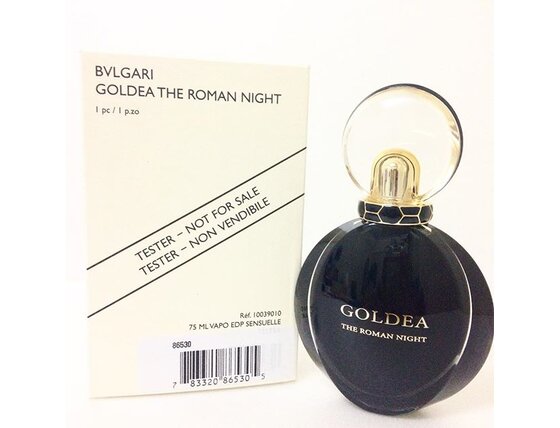 BVLGARI
GOLDEA THE ROMAN NIGHT
1 pc / 1 p.zo
TESTER – NOT FOR SALE
TESTER – NON VENDIBILE
Réf. 10039010
75 ML VAPO EDP SENSUELLE
86530
7 83320 86530 5
GOLDEA
THE ROMAN NIGHT